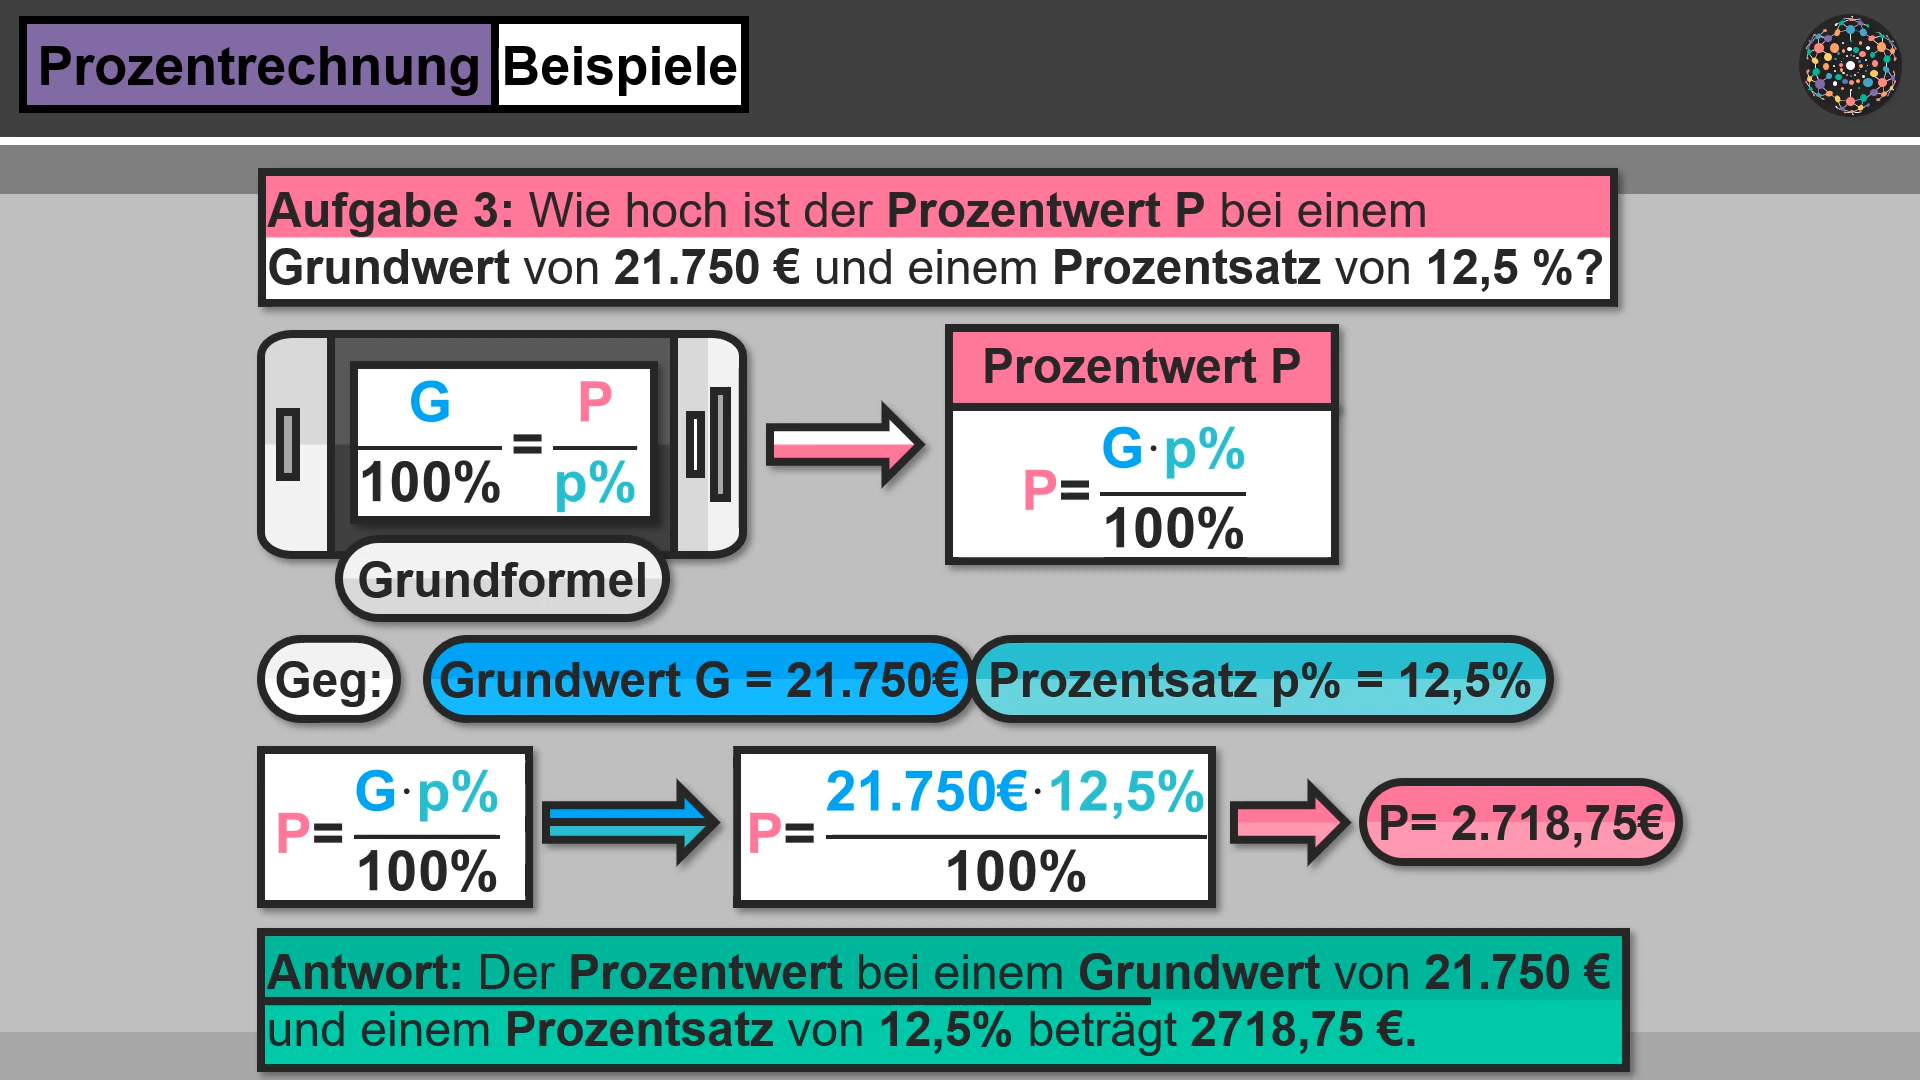 Prozentrechnung Beispiele
Aufgabe 3: Wie hoch ist der Prozentwert P bei einem
Grundwert von 21.750 € und einem Prozentsatz von 12,5 %?
G
100%
=
P
p%
Grundformel
Prozentwert P
P=
G·p%
100%
Geg: Grundwert G = 21.750€ Prozentsatz p% = 12,5%
P=
G·p%
100%
P=
21.750€·12,5%
100%
P= 2.718,75€
Antwort: Der Prozentwert bei einem Grundwert von 21.750 €
und einem Prozentsatz von 12,5% beträgt 2718,75 €.